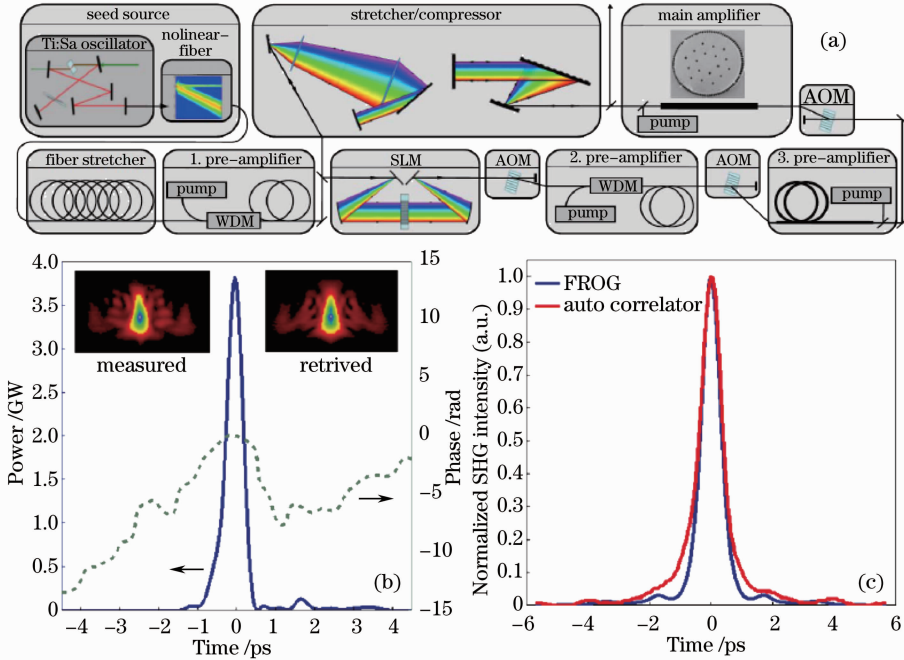 seed source
Ti:Sa oscillator
nolinear-
fiber
stretcher/compressor
main amplifier
(a)
pump
AOM
fiber stretcher
1. pre-amplifier
pump
WDM
SLM
AOM
2. pre-amplifier
WDM
pump
AOM
3. pre-amplifier
pump
4.0
3.5
3.0
2.5
2.0
1.5
1.0
0.5
0
Power /GW
measured
retrived
15
10
5
0
-5
-10
-15
Phase /rad
(b)
-4
-3
-2
-1
0
1
2
3
4
Time /ps
1.0
0.9
0.8
0.7
0.6
0.5
0.4
0.3
0.2
0.1
0
Normalized SHG intensity (a.u.)
FROG
auto correlator
(c)
-6
-4
-2
0
2
4
6
Time /ps